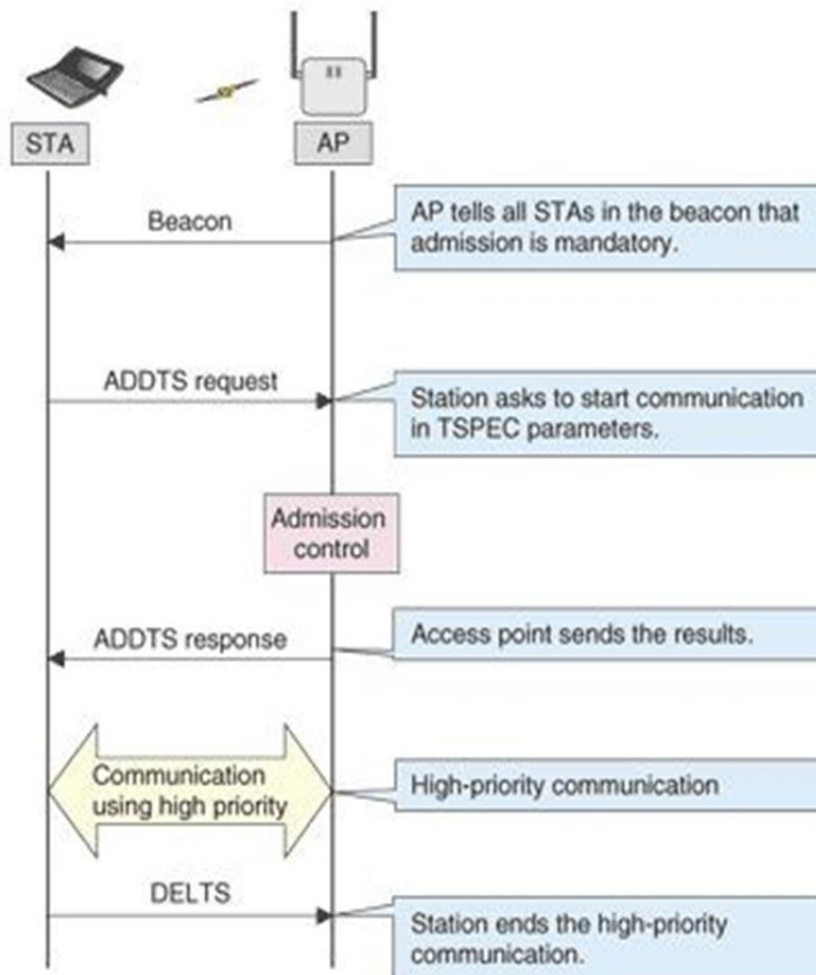 STA
AP
Beacon
AP tells all STAs in the beacon that
admission is mandatory.
ADDTS request
Station asks to start communication
in TSPEC parameters.
Admission
control
ADDTS response
Access point sends the results.
Communication
using high priority
High-priority communication
DELTS
Station ends the high-priority
communication.